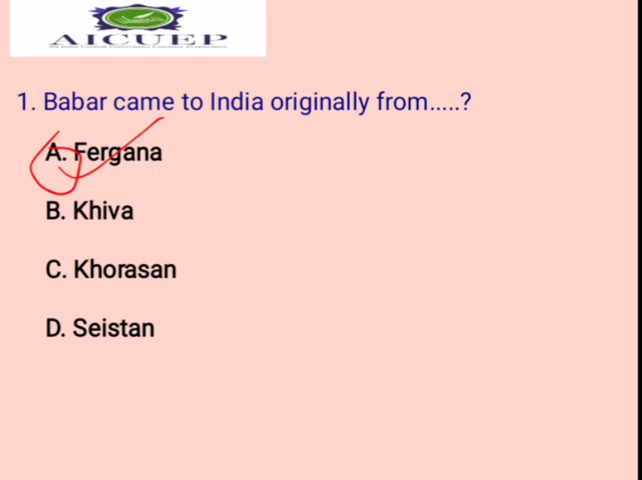 AICUEP
1. Babar came to India originally from.....?
A. Fergana
B. Khiva
C. Khorasan
D. Seistan